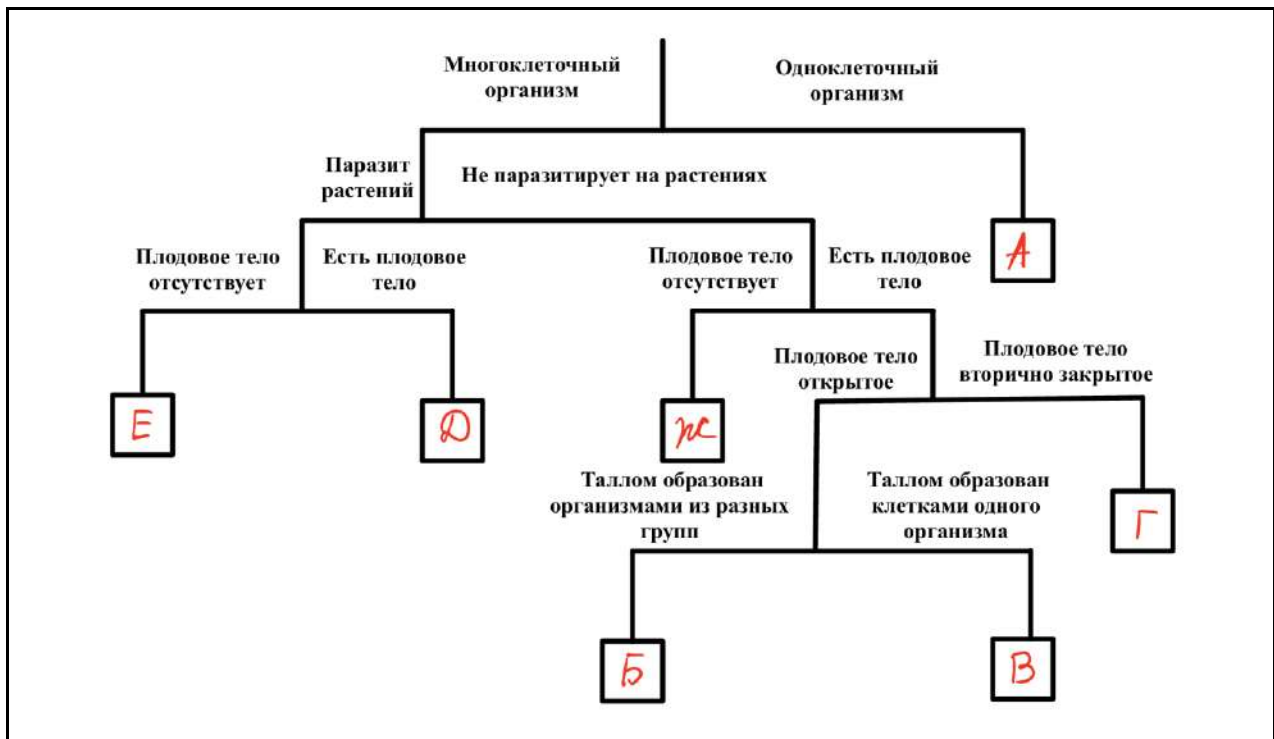 Многоклеточный
организм
Одноклеточный
организм
Паразит
растений
Не паразитирует на растениях
Плодовое тело
отсутствует
Есть плодовое
тело
Плодовое тело
отсутствует
Есть плодовое
тело
А
Плодовое тело
открытое
Плодовое тело
вторично закрытое
Е
Д
Ж
Таллом образован
организмами из разных
групп
Таллом образован
клетками одного
организма
Г
Б
В